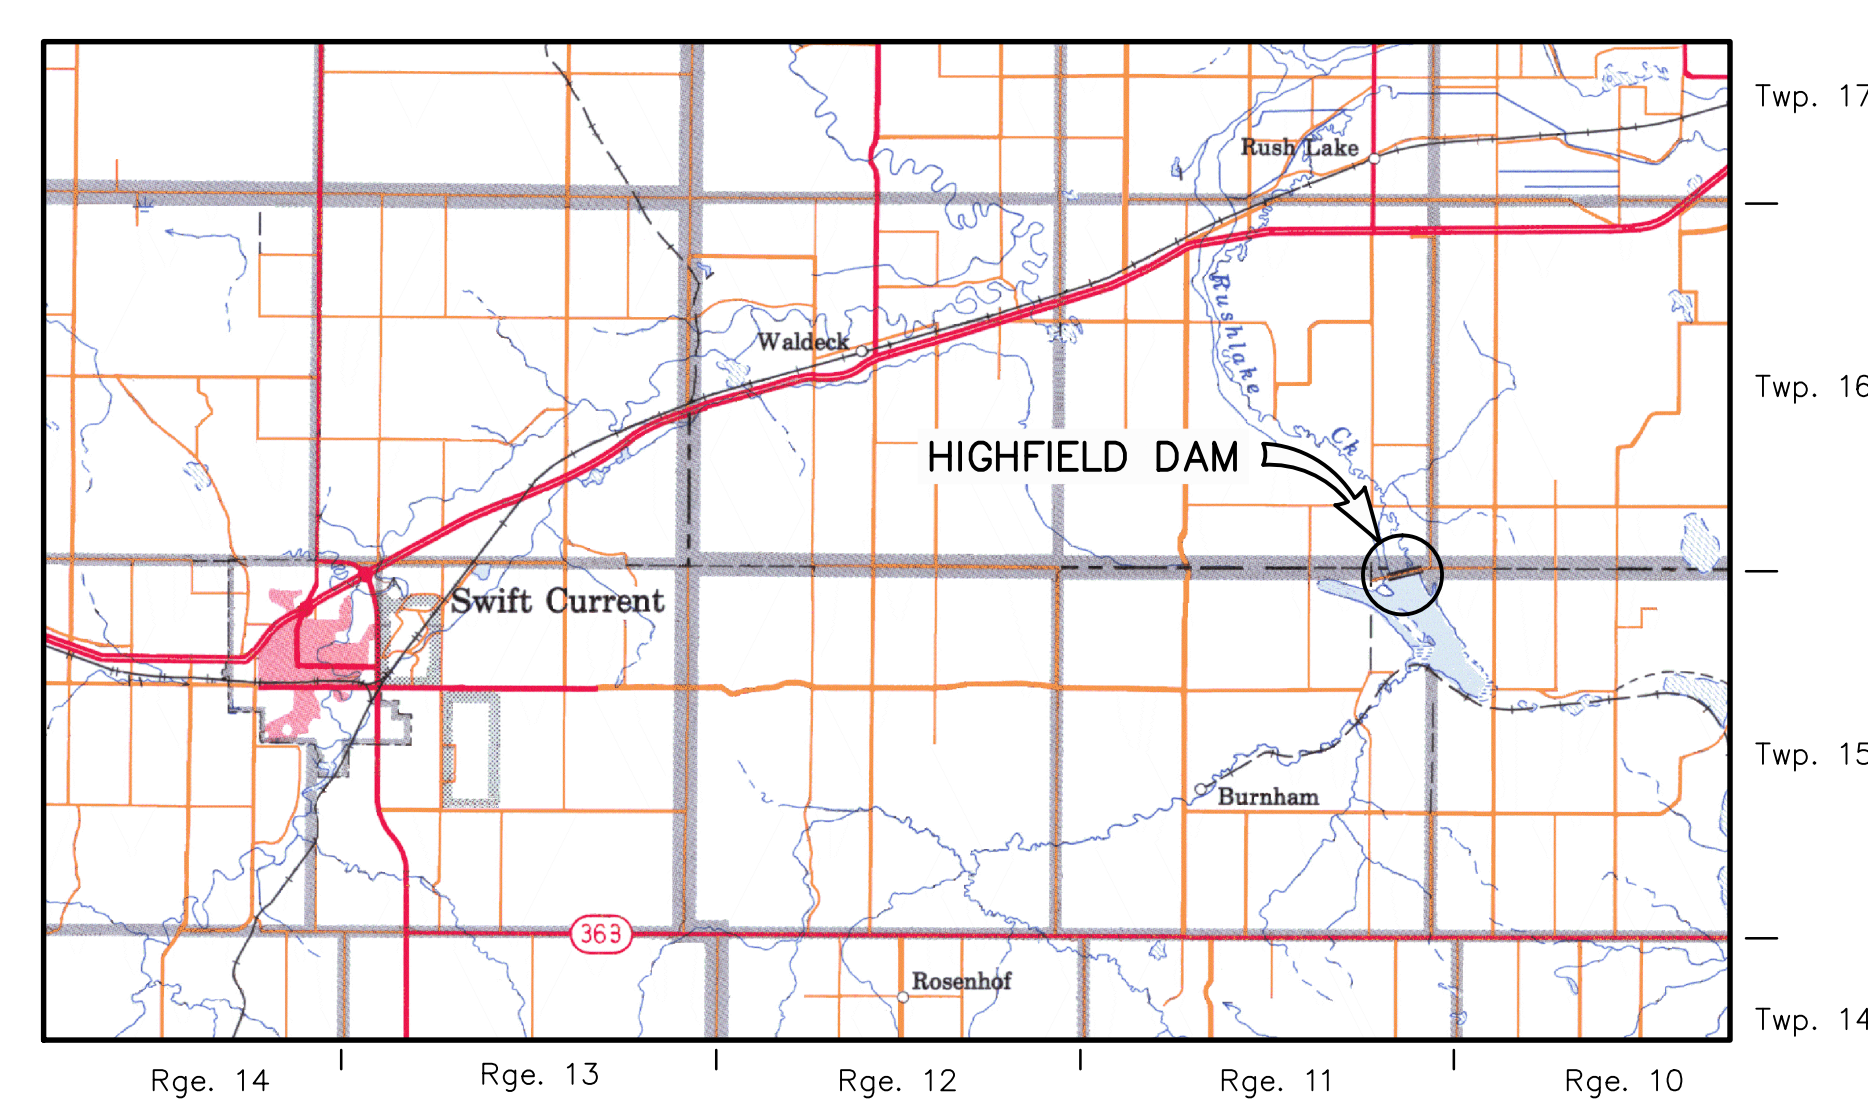 Twp. 17
Rush Lake
Waldeck
Rushlake
Ck
Twp. 16
HIGHFIELD DAM
Swift Current
Twp. 15
Burnham
363
Rosenhof
Twp. 14
Rge. 14
Rge. 13
Rge. 12
Rge. 11
Rge. 10